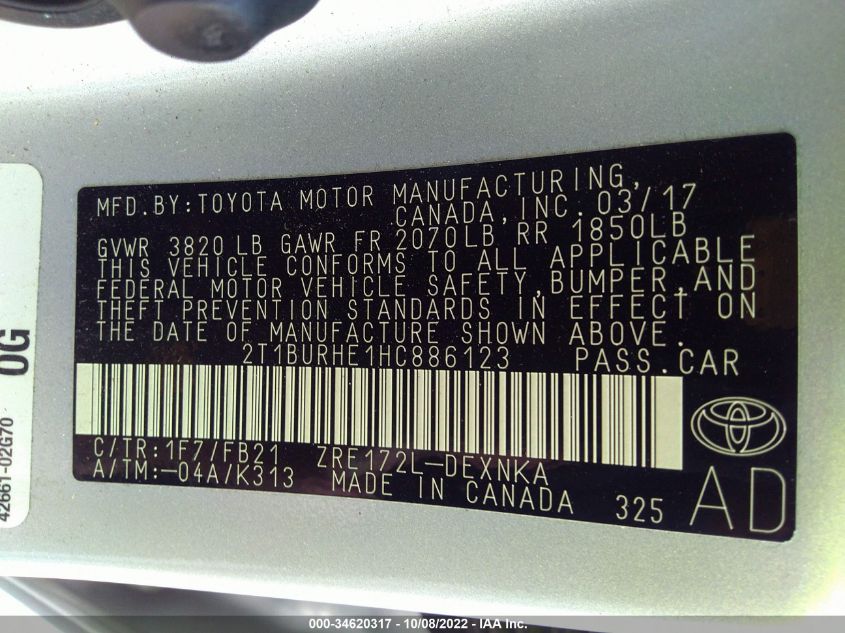 MFD.BY:TOYOTA MOTOR MANUFACTURING,
CANADA,INC. 03/17
GVWR 3820 LB GAWR FR 2070LB RR 1850LB
THIS VEHICLE CONFORMS TO ALL APPLICABLE
FEDERAL MOTOR VEHICLE SAFETY,BUMPER,AND
THEFT PREVENTION STANDARDS IN EFFECT ON
THE DATE OF MANUFACTURE SHOWN ABOVE.
2T1BURHE1HC886123 PASS.CAR
C/TR:1F7/FB21 ZRE172L-DEXNKA
A/TM:-04A/K313 MADE IN CANADA 325
AD
0G
42661-02G70
000-34620317 - 10/08/2022 - IAA Inc.